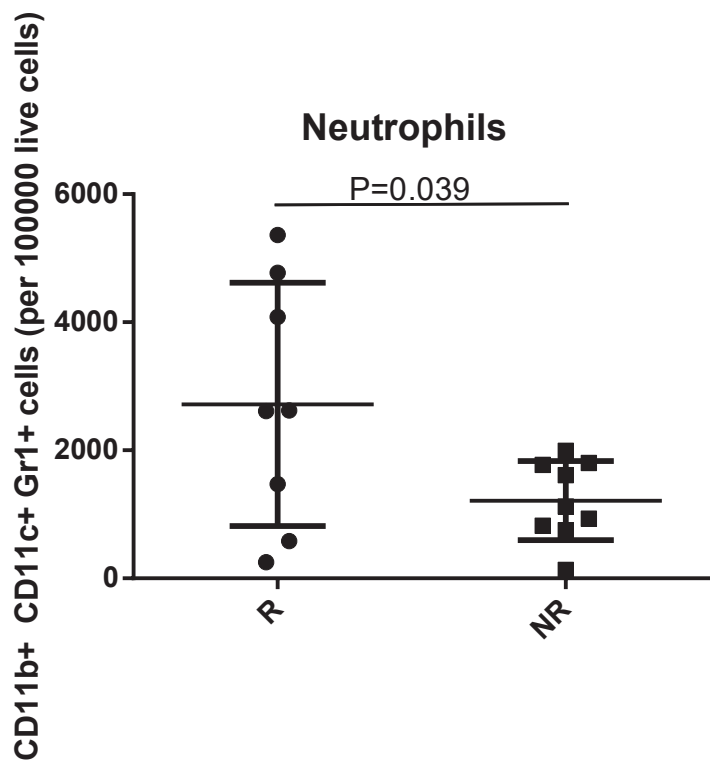 Neutrophils
P=0.039
CD11b+ CD11c+ Gr1+ cells (per 100000 live cells)
6000
4000
2000
0
R
NR